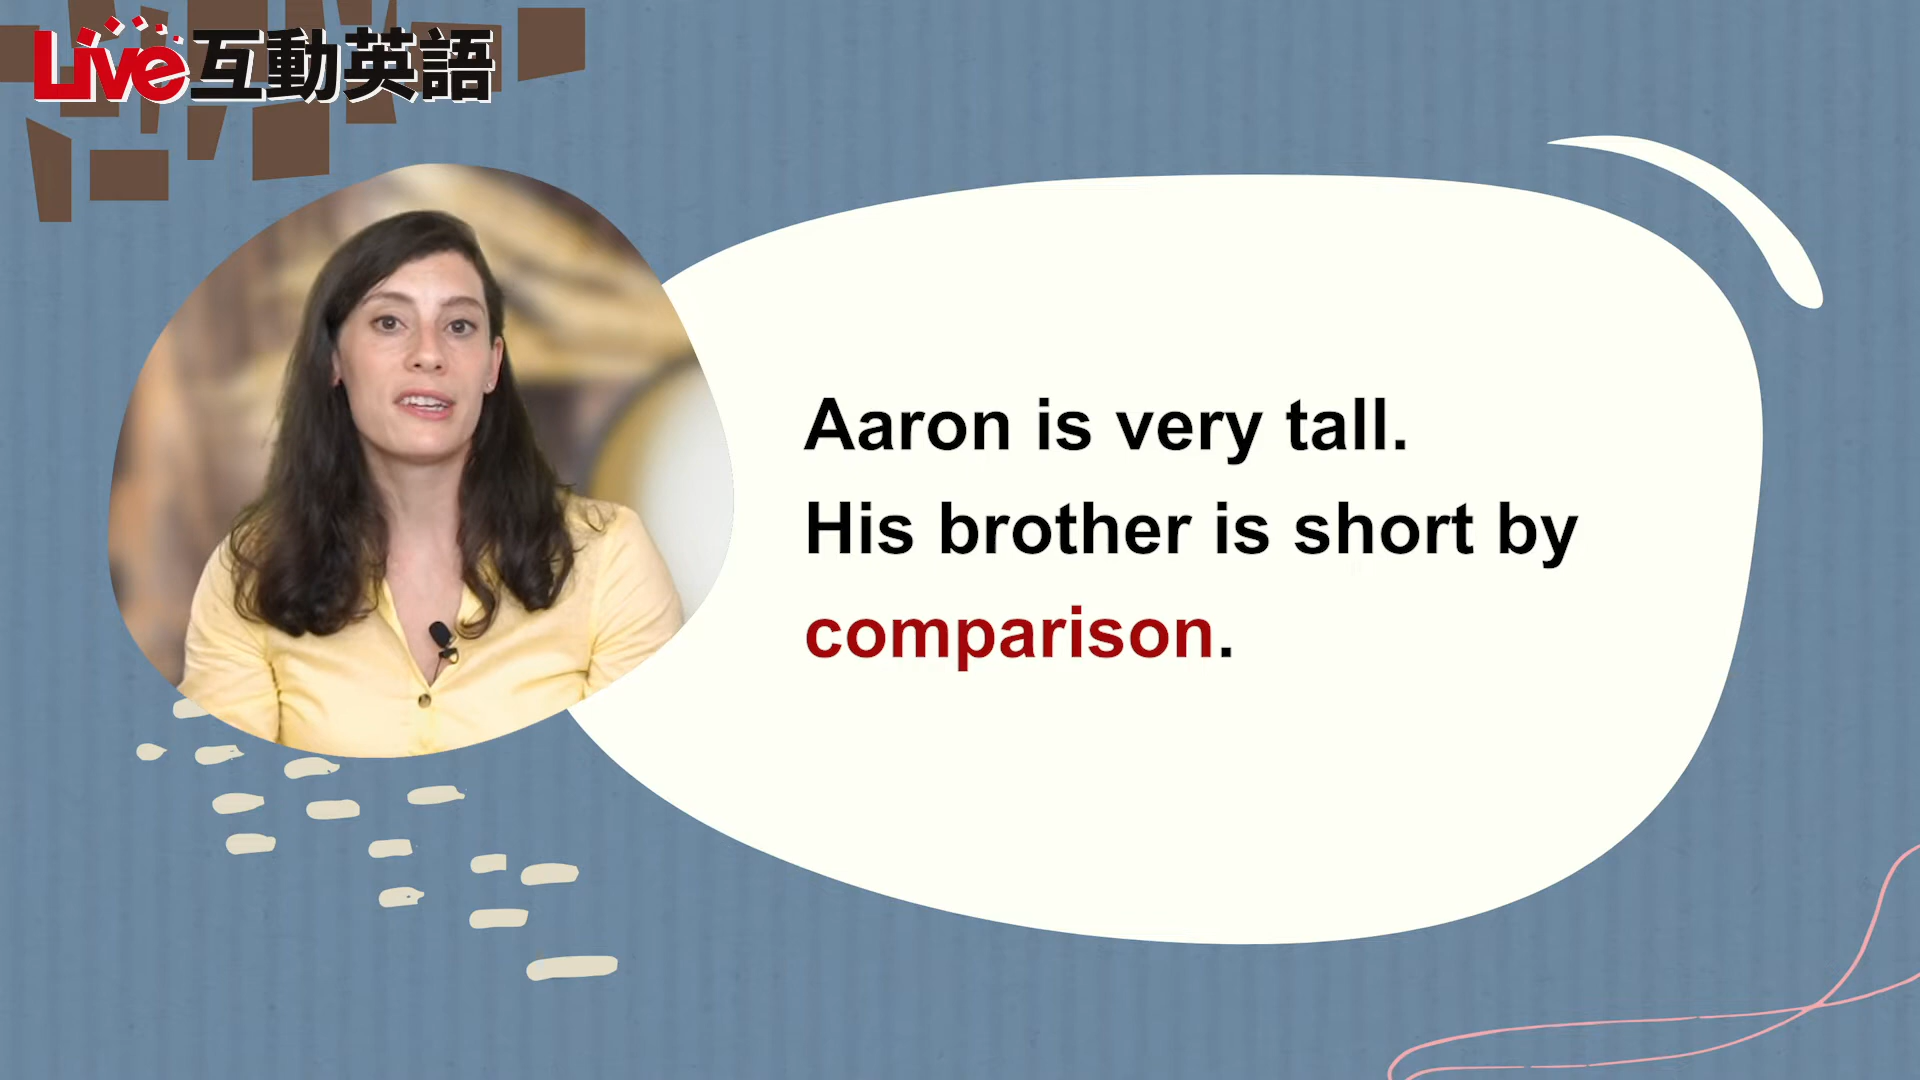 Live互動英語
Aaron is very tall.
His brother is short by
comparison.